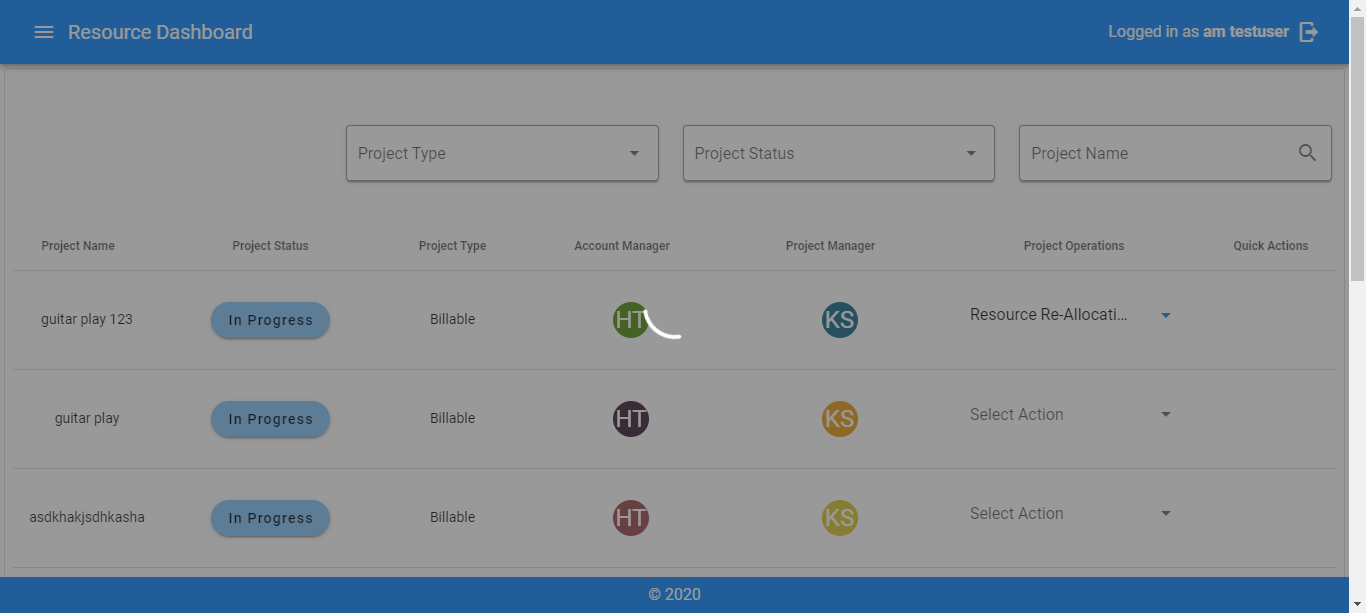 Resource Dashboard
Logged in as am testuser
Project Type
Project Status
Project Name
Project Name Project Status Project Type Account Manager Project Manager Project Operations Quick Actions
guitar play 123 In Progress Billable HT KS Resource Re-Allocati...
guitar play In Progress Billable HT KS Select Action
asdkhakjsdhkasha In Progress Billable HT KS Select Action
© 2020